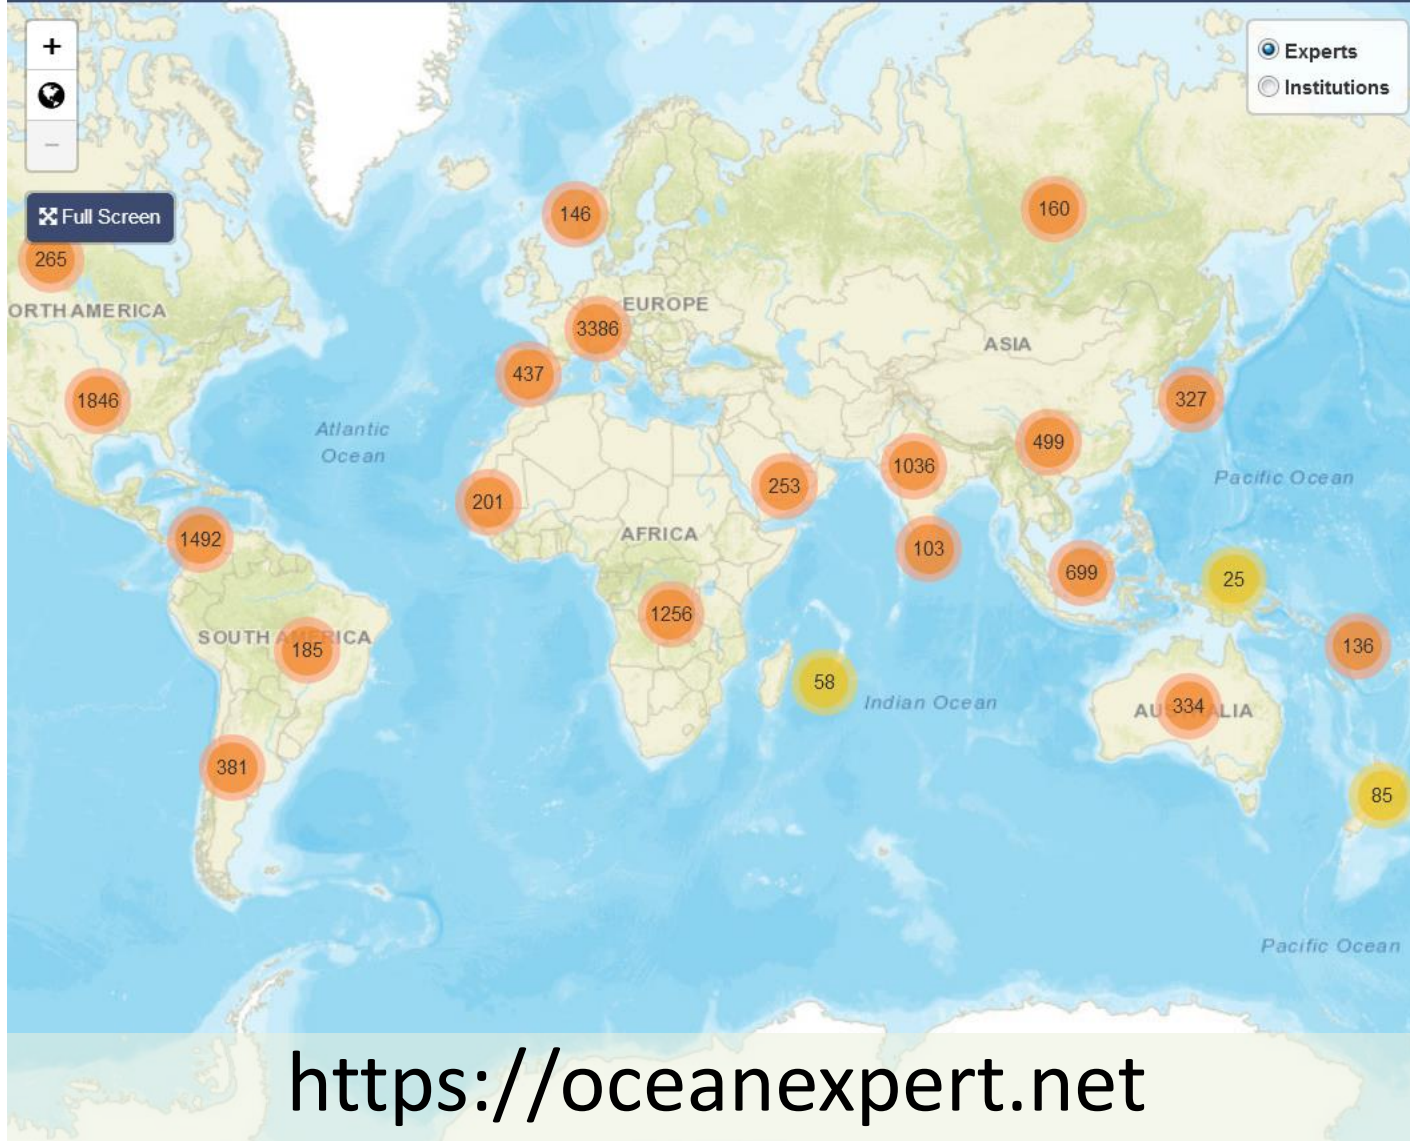 +
Experts
Institutions
−
Full Screen
146
160
265
EUROPE
ORTH AMERICA
3386
ASIA
437
1846
327
Atlantic
Ocean
499
1036
Pacific Ocean
253
201
AFRICA
1492
103
699
25
1256
SOUTH AMERICA
185
136
58
Indian Ocean
334
AU LIA
381
85
Pacific Ocean
https://oceanexpert.net